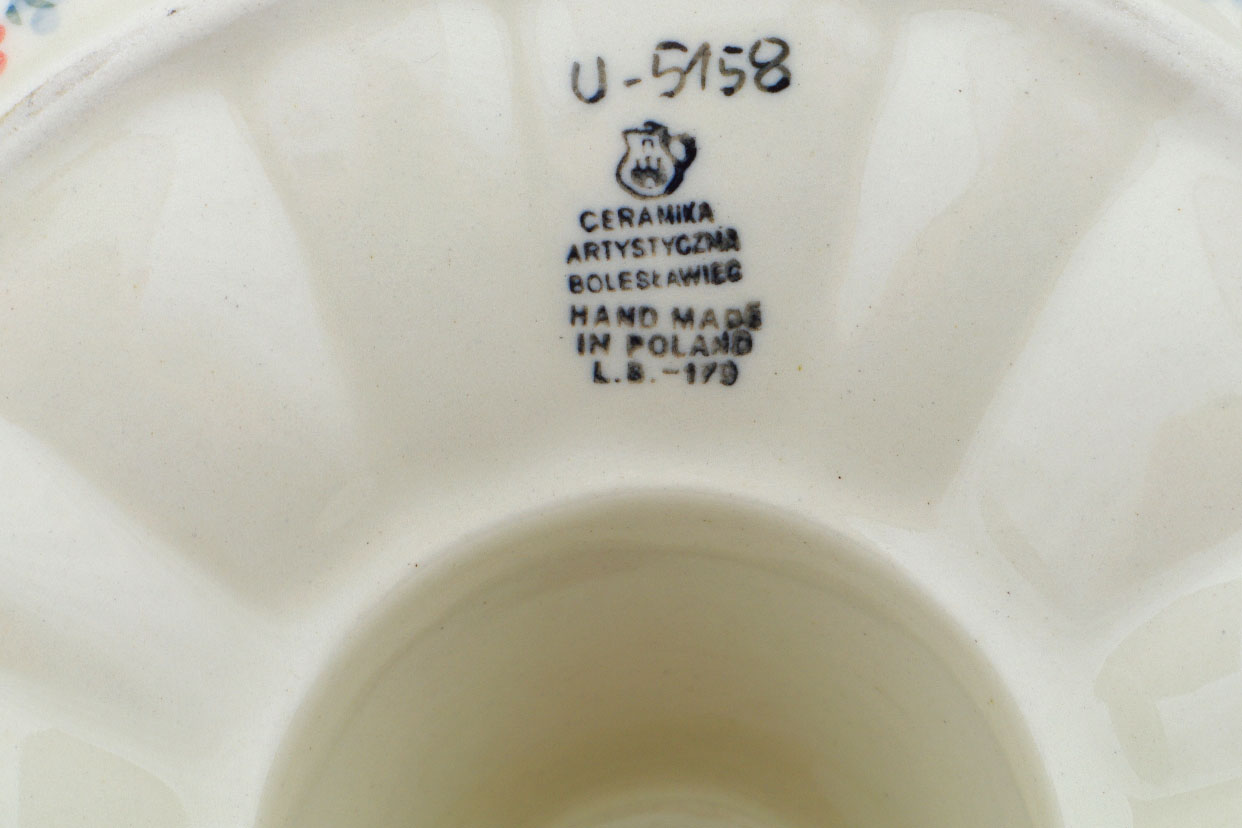 U-5158
CERAMIKA
ARTYSTYCZNA
BOLESŁAWIEC
HAND MADE
IN POLAND
L.B.-179